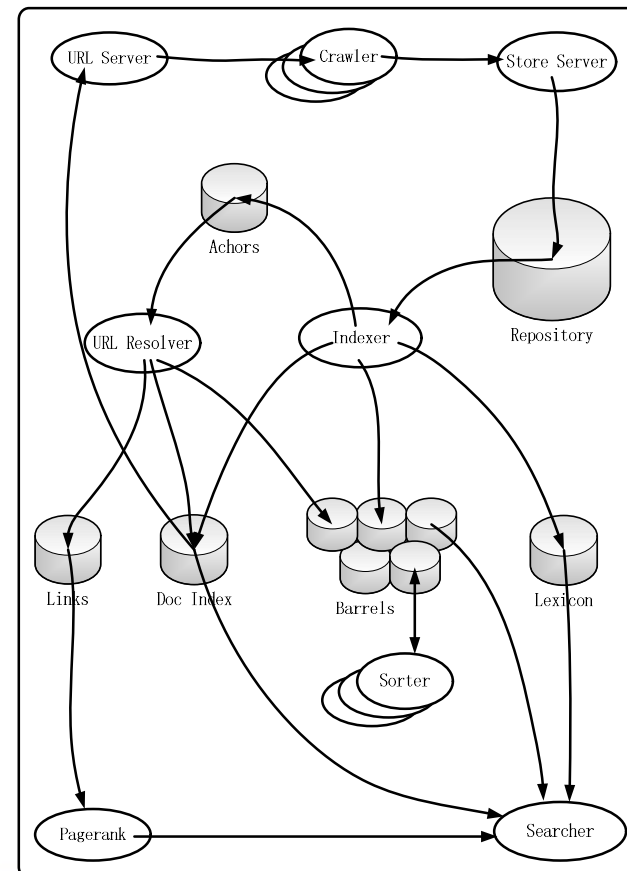 URL Server
Crawler
Store Server
Achors
Repository
URL Resolver
Indexer
Links
Doc Index
Barrels
Lexicon
Sorter
Pagerank
Searcher